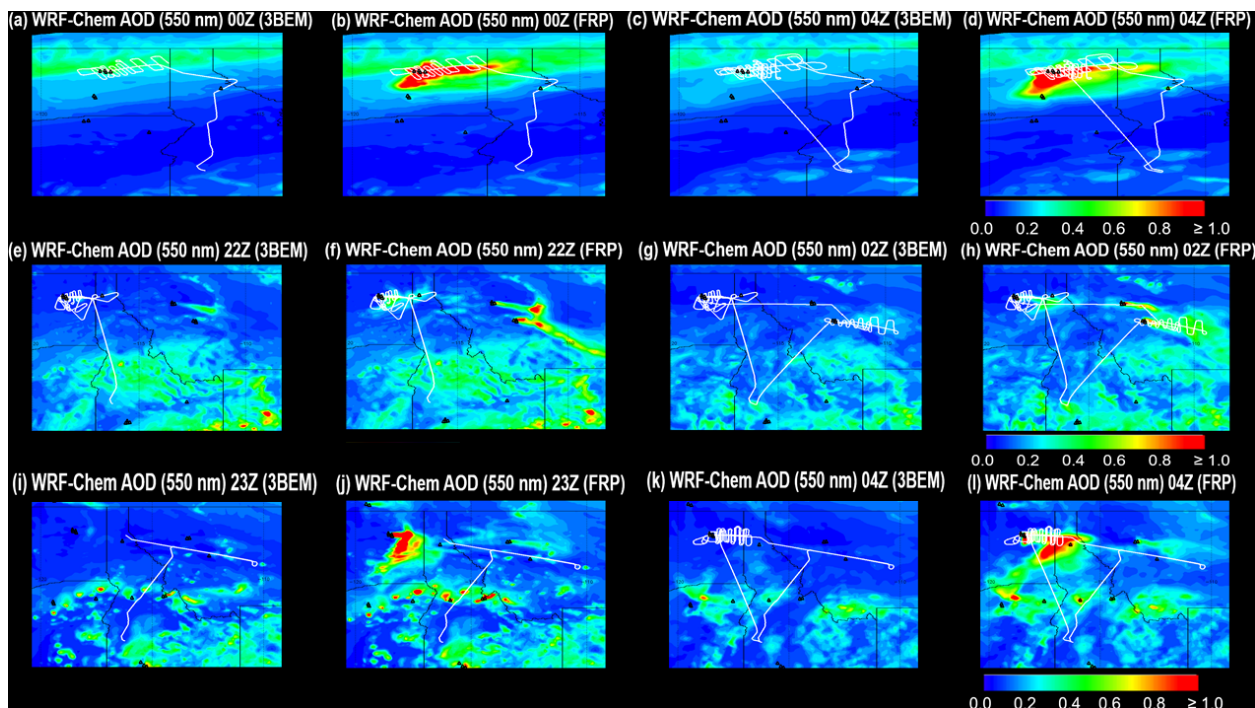 (a) WRF-Chem AOD (550 nm) 00Z (3BEM)
(b) WRF-Chem AOD (550 nm) 00Z (FRP)
(c) WRF-Chem AOD (550 nm) 04Z (3BEM)
(d) WRF-Chem AOD (550 nm) 04Z (FRP)
0.0 0.2 0.4 0.6 0.8 ≥ 1.0
(e) WRF-Chem AOD (550 nm) 22Z (3BEM)
(f) WRF-Chem AOD (550 nm) 22Z (FRP)
(g) WRF-Chem AOD (550 nm) 02Z (3BEM)
(h) WRF-Chem AOD (550 nm) 02Z (FRP)
0.0 0.2 0.4 0.6 0.8 ≥ 1.0
(i) WRF-Chem AOD (550 nm) 23Z (3BEM)
(j) WRF-Chem AOD (550 nm) 23Z (FRP)
(k) WRF-Chem AOD (550 nm) 04Z (3BEM)
(l) WRF-Chem AOD (550 nm) 04Z (FRP)
0.0 0.2 0.4 0.6 0.8 ≥ 1.0